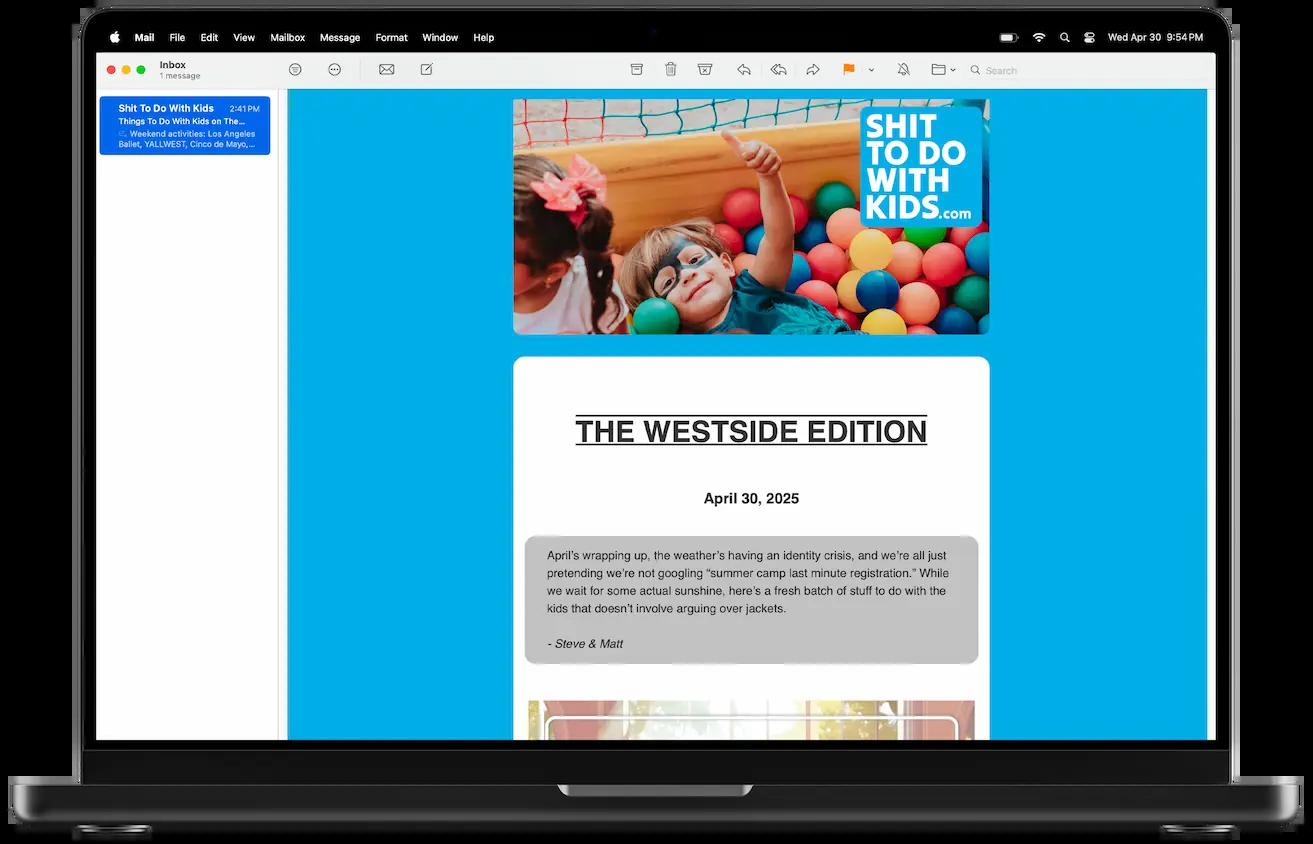 Mail File Edit View Mailbox Message Format Window Help
Wed Apr 30 9:54 PM
Inbox
1 message
Search
Shit To Do With Kids 2:41 PM
Things To Do With Kids on The...
Weekend activities: Los Angeles
Ballet, YALLWEST, Cinco de Mayo,...
SHIT
TO DO
WITH
KIDS.com
THE WESTSIDE EDITION
April 30, 2025
April’s wrapping up, the weather’s having an identity crisis, and we’re all just
pretending we’re not googling “summer camp last minute registration.” While
we wait for some actual sunshine, here’s a fresh batch of stuff to do with the
kids that doesn’t involve arguing over jackets.
- Steve & Matt